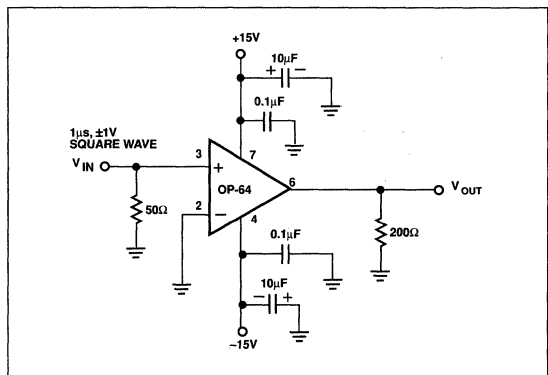 +15V
10μF
+
−
0.1μF
1μs, ±1V
SQUARE WAVE
V IN
3
+
7
OP-64
6
V OUT
2
−
4
50Ω
200Ω
0.1μF
10μF
−
+
−15V